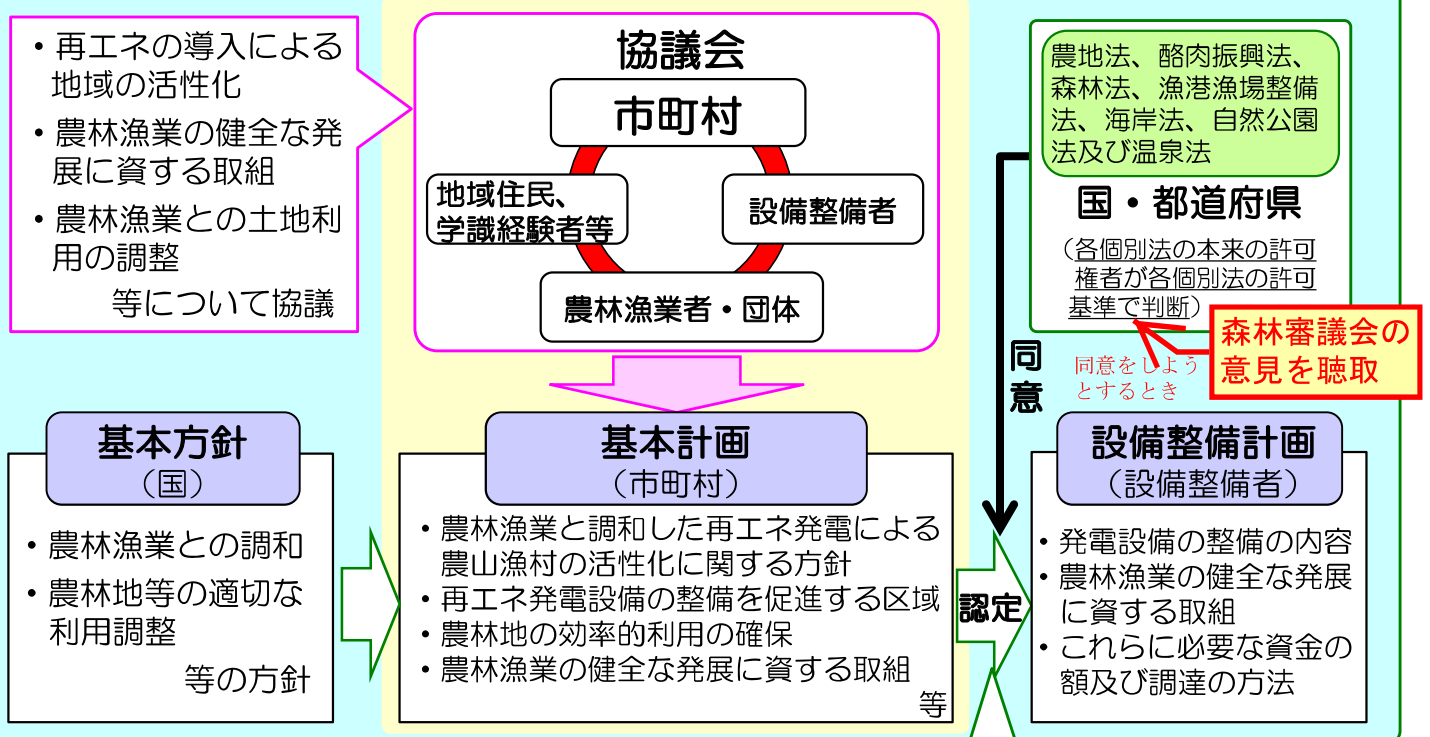 ・再エネの導入による
地域の活性化
・農林漁業の健全な発
展に資する取組
・農林漁業との土地利
用の調整
等について協議
協議会
市町村
地域住民、
学識経験者等
設備整備者
農林漁業者・団体
農地法、酪肉振興法、
森林法、漁港漁場整備
法、海岸法、自然公園
法及び温泉法
国・都道府県
（各個別法の本来の許可
権者が各個別法の許可
基準で判断）
森林審議会の
意見を聴取
同意をしよう
とするとき
同
意
基本方針
（国）
・農林漁業との調和
・農林地等の適切な
利用調整
等の方針
基本計画
（市町村）
・農林漁業と調和した再エネ発電による
農山漁村の活性化に関する方針
・再エネ発電設備の整備を促進する区域
・農林地の効率的利用の確保
・農林漁業の健全な発展に資する取組
等
認定
設備整備計画
（設備整備者）
・発電設備の整備の内容
・農林漁業の健全な発展
に資する取組
・これらに必要な資金の
額及び調達の方法